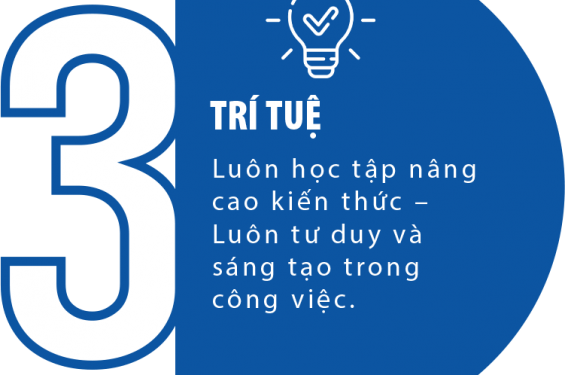 3
TRÍ TUỆ
Luôn học tập nâng
cao kiến thức –
Luôn tư duy và
sáng tạo trong
công việc.